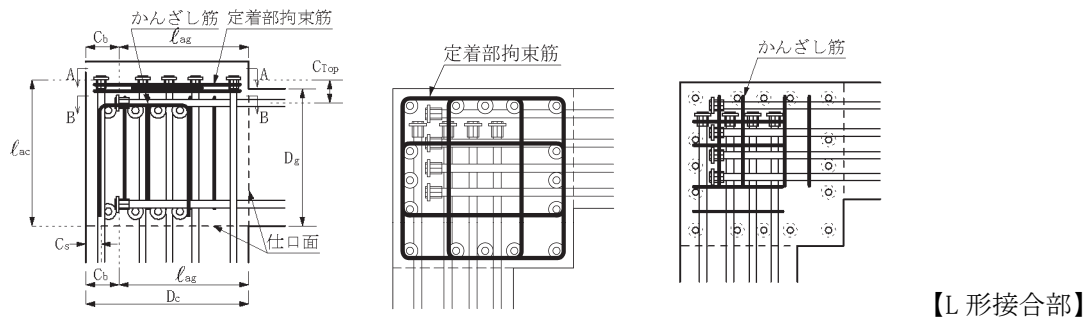 かんざし筋 定着部拘束筋
Cb ℓag
A A
CTop
B B
ℓac
Dg
Cs
仕口面
Cb ℓag
Dc
定着部拘束筋
かんざし筋
【L 形接合部】